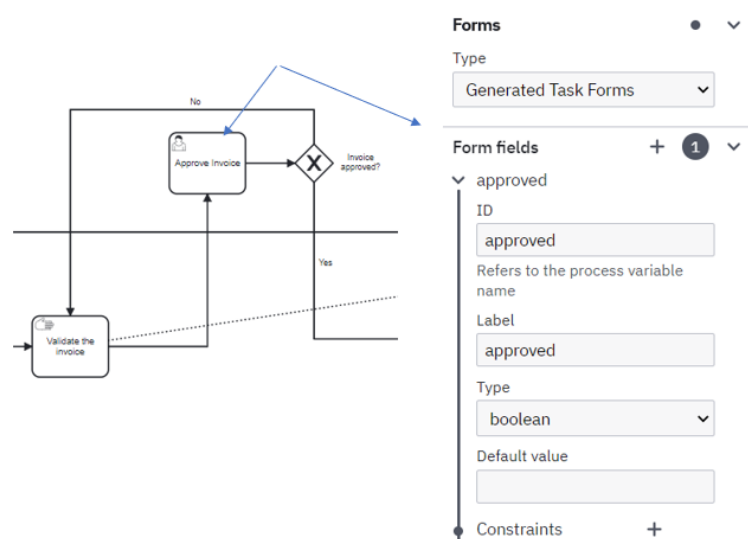 No
Approve Invoice
X
Invoice
approved?
Yes
Validate the
invoice
Forms
Type
Generated Task Forms
Form fields
1
approved
ID
approved
Refers to the process variable
name
Label
approved
Type
boolean
Default value
Constraints